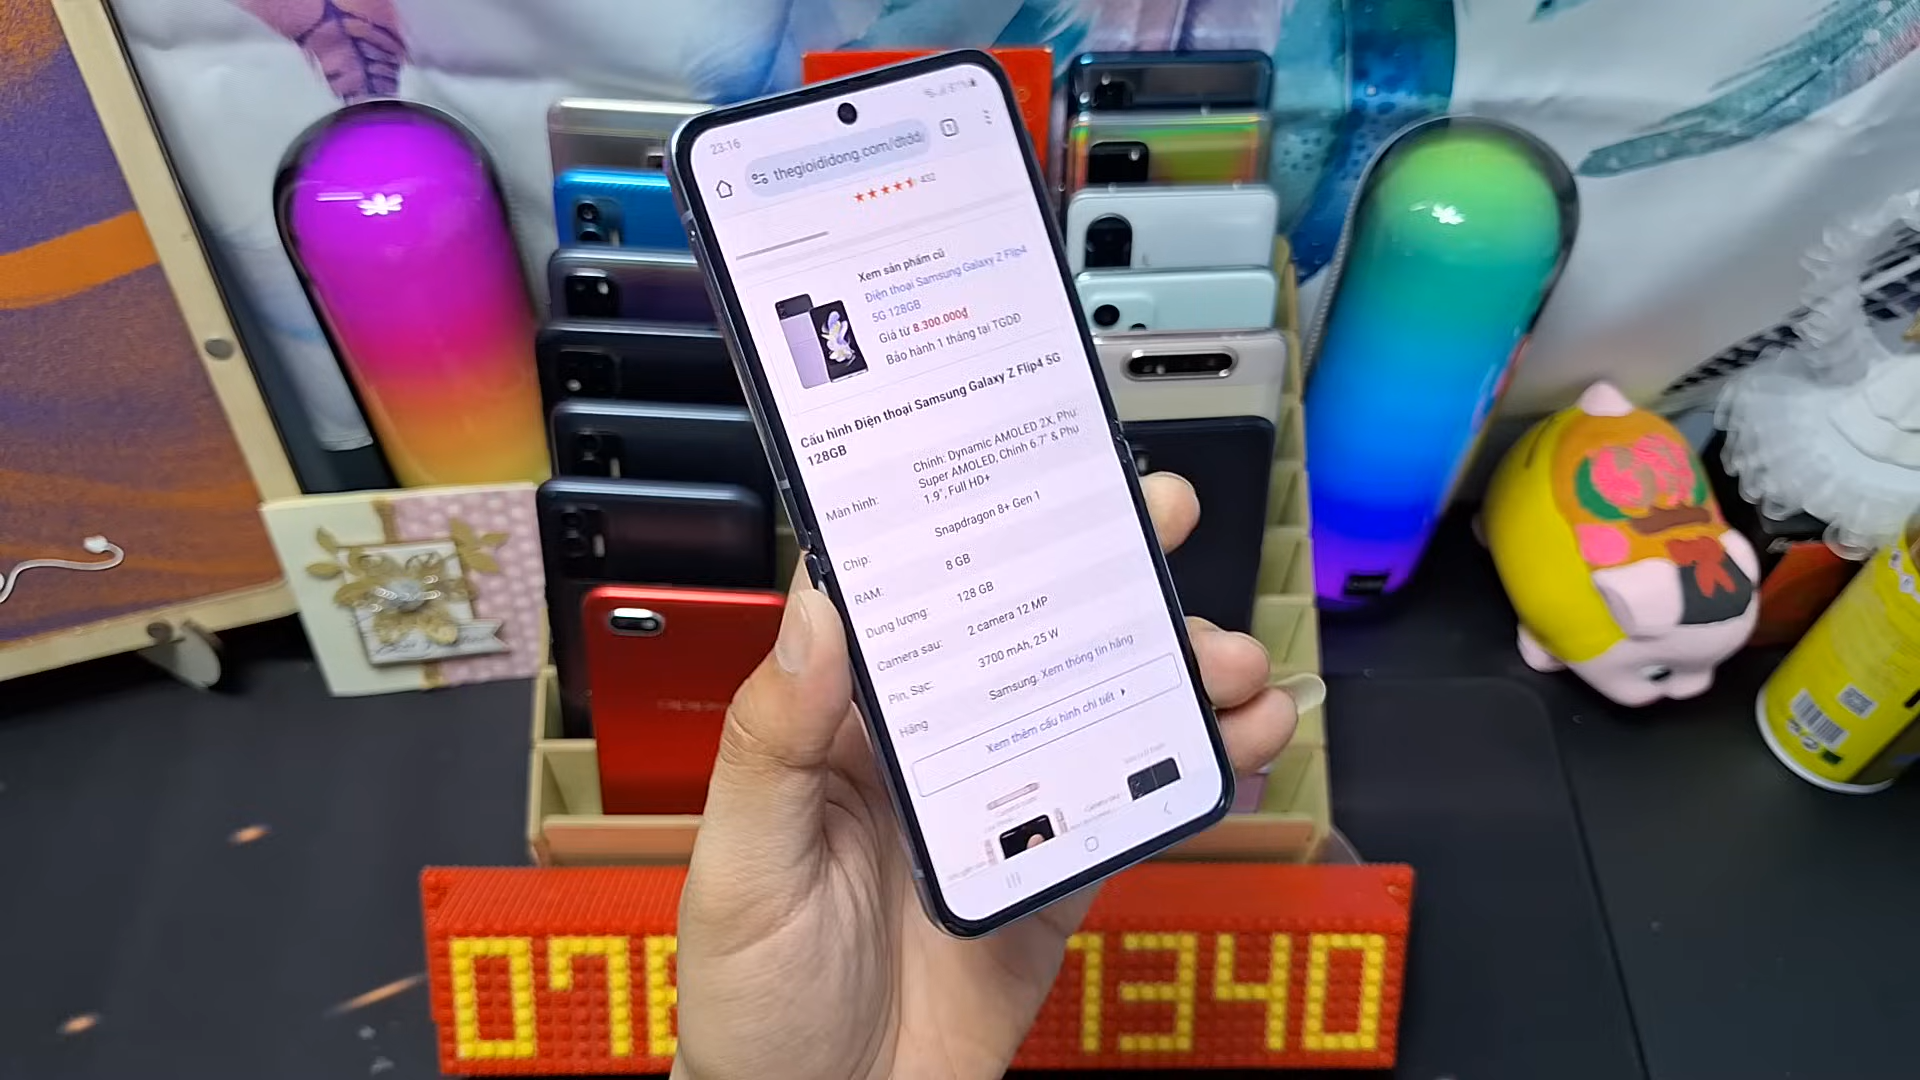 23:16
thegioididong.com/dtdd/
432
Xem sản phẩm cũ
Điện thoại Samsung Galaxy Z Flip4
5G 128GB
Giá từ 8.300.000₫
Bảo hành 1 tháng tại TGDĐ
Cấu hình Điện thoại Samsung Galaxy Z Flip4 5G
128GB
Màn hình:
Chính: Dynamic AMOLED 2X, Phụ:
Super AMOLED, Chính 6.7" & Phụ
1.9", Full HD+
Chip:
Snapdragon 8+ Gen 1
RAM:
8 GB
Dung lượng:
128 GB
Camera sau:
2 camera 12 MP
Pin, Sạc:
3700 mAh, 25 W
Hãng
Samsung. Xem thông tin hãng
Xem thêm cấu hình chi tiết
07
1340